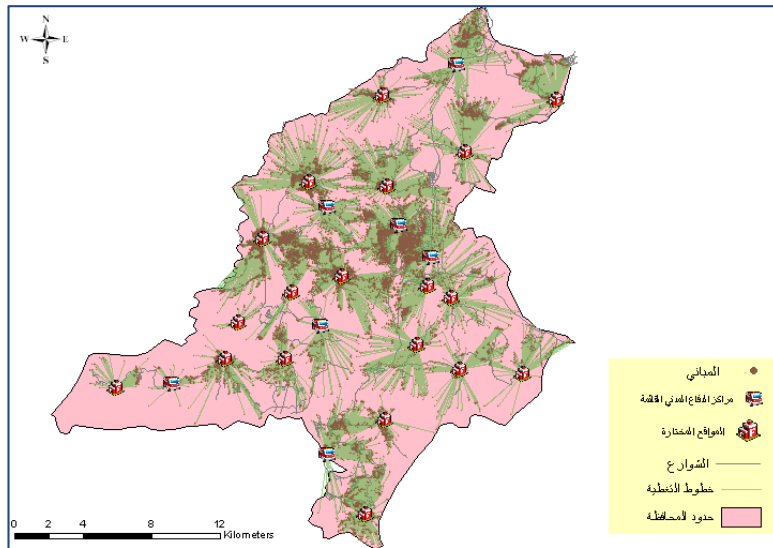 N
W E
S
المباني
مراكز الدفاع المدني القائمة
المواقع المختارة
الشوارع
خطوط التغطية
حدود المحافظة
0 2 4 8 12
Kilometers